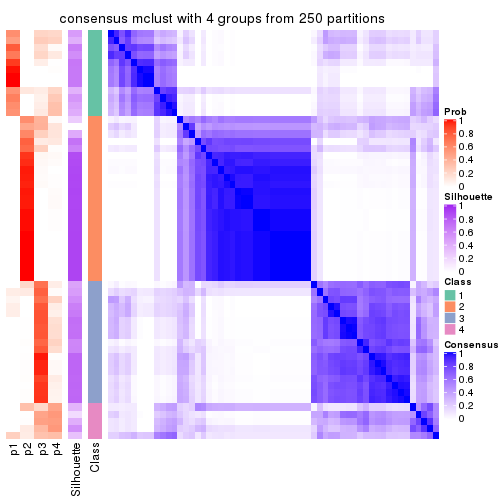 consensus mclust with 4 groups from 250 partitions
Prob
1
0.8
0.6
0.4
0.2
0
Silhouette
1
0.8
0.6
0.4
0.2
0
Class
1
2
3
4
Consensus
1
0.8
0.6
0.4
0.2
0
p1
p2
p3
p4
Silhouette
Class